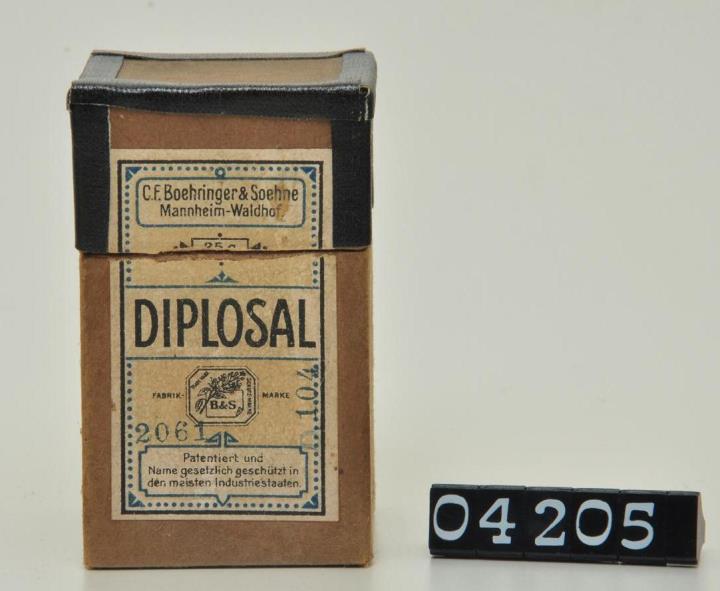 C.F. Boehringer & Soehne
Mannheim-Waldhof
25 G
DIPLOSAL
FABRIK- MARKE
B&S
104
2061
Patentiert und
Name gesetzlich geschützt in
den meisten Industriestaaten.
04205